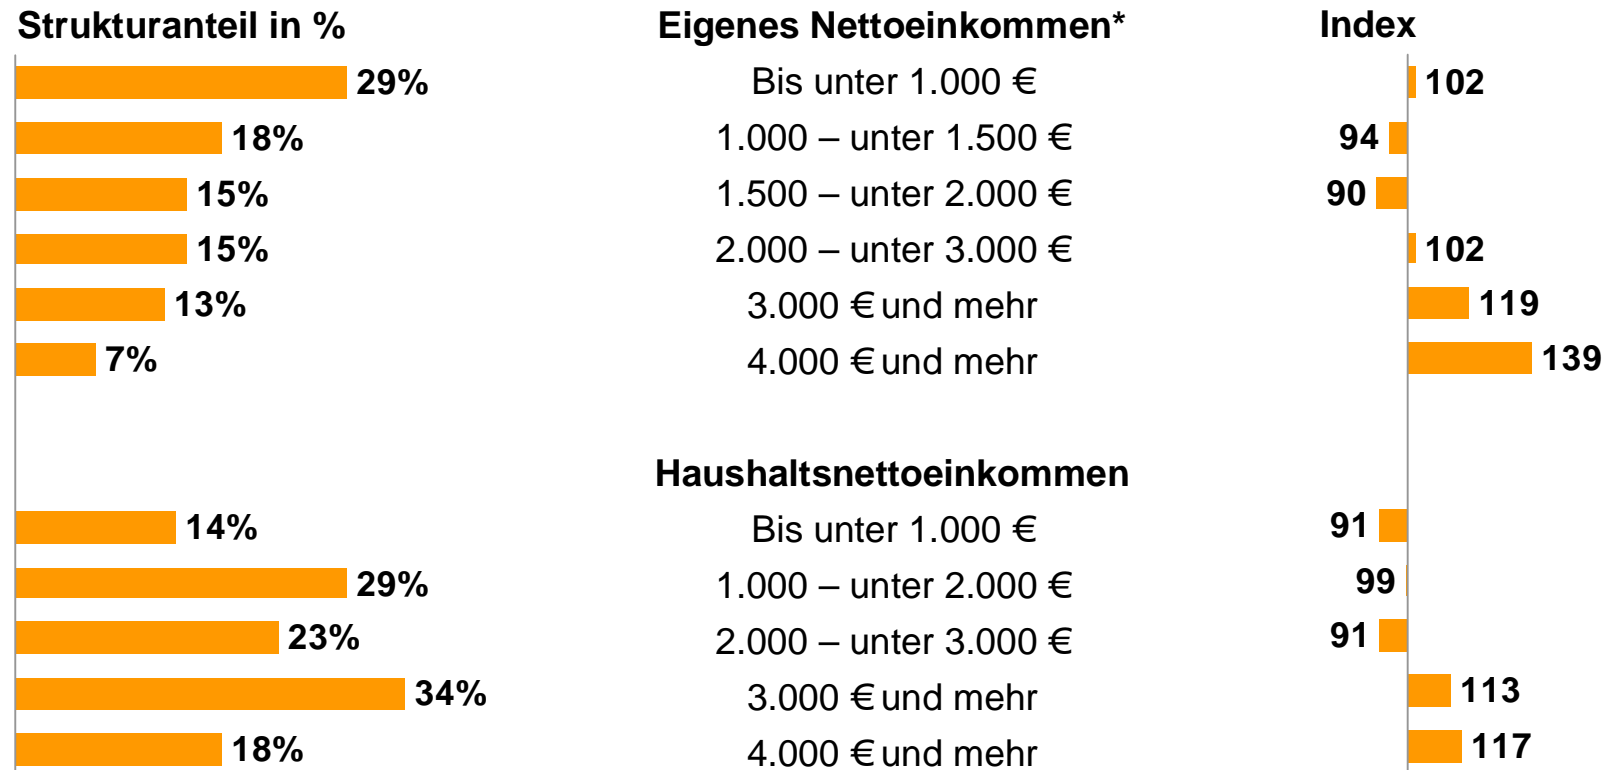 Strukturanteil in % Eigenes Nettoeinkommen* Index
29% Bis unter 1.000 € 102
18% 1.000 – unter 1.500 € 94
15% 1.500 – unter 2.000 € 90
15% 2.000 – unter 3.000 € 102
13% 3.000 € und mehr 119
7% 4.000 € und mehr 139
Haushaltsnettoeinkommen
14% Bis unter 1.000 € 91
29% 1.000 – unter 2.000 € 99
23% 2.000 – unter 3.000 € 91
34% 3.000 € und mehr 113
18% 4.000 € und mehr 117